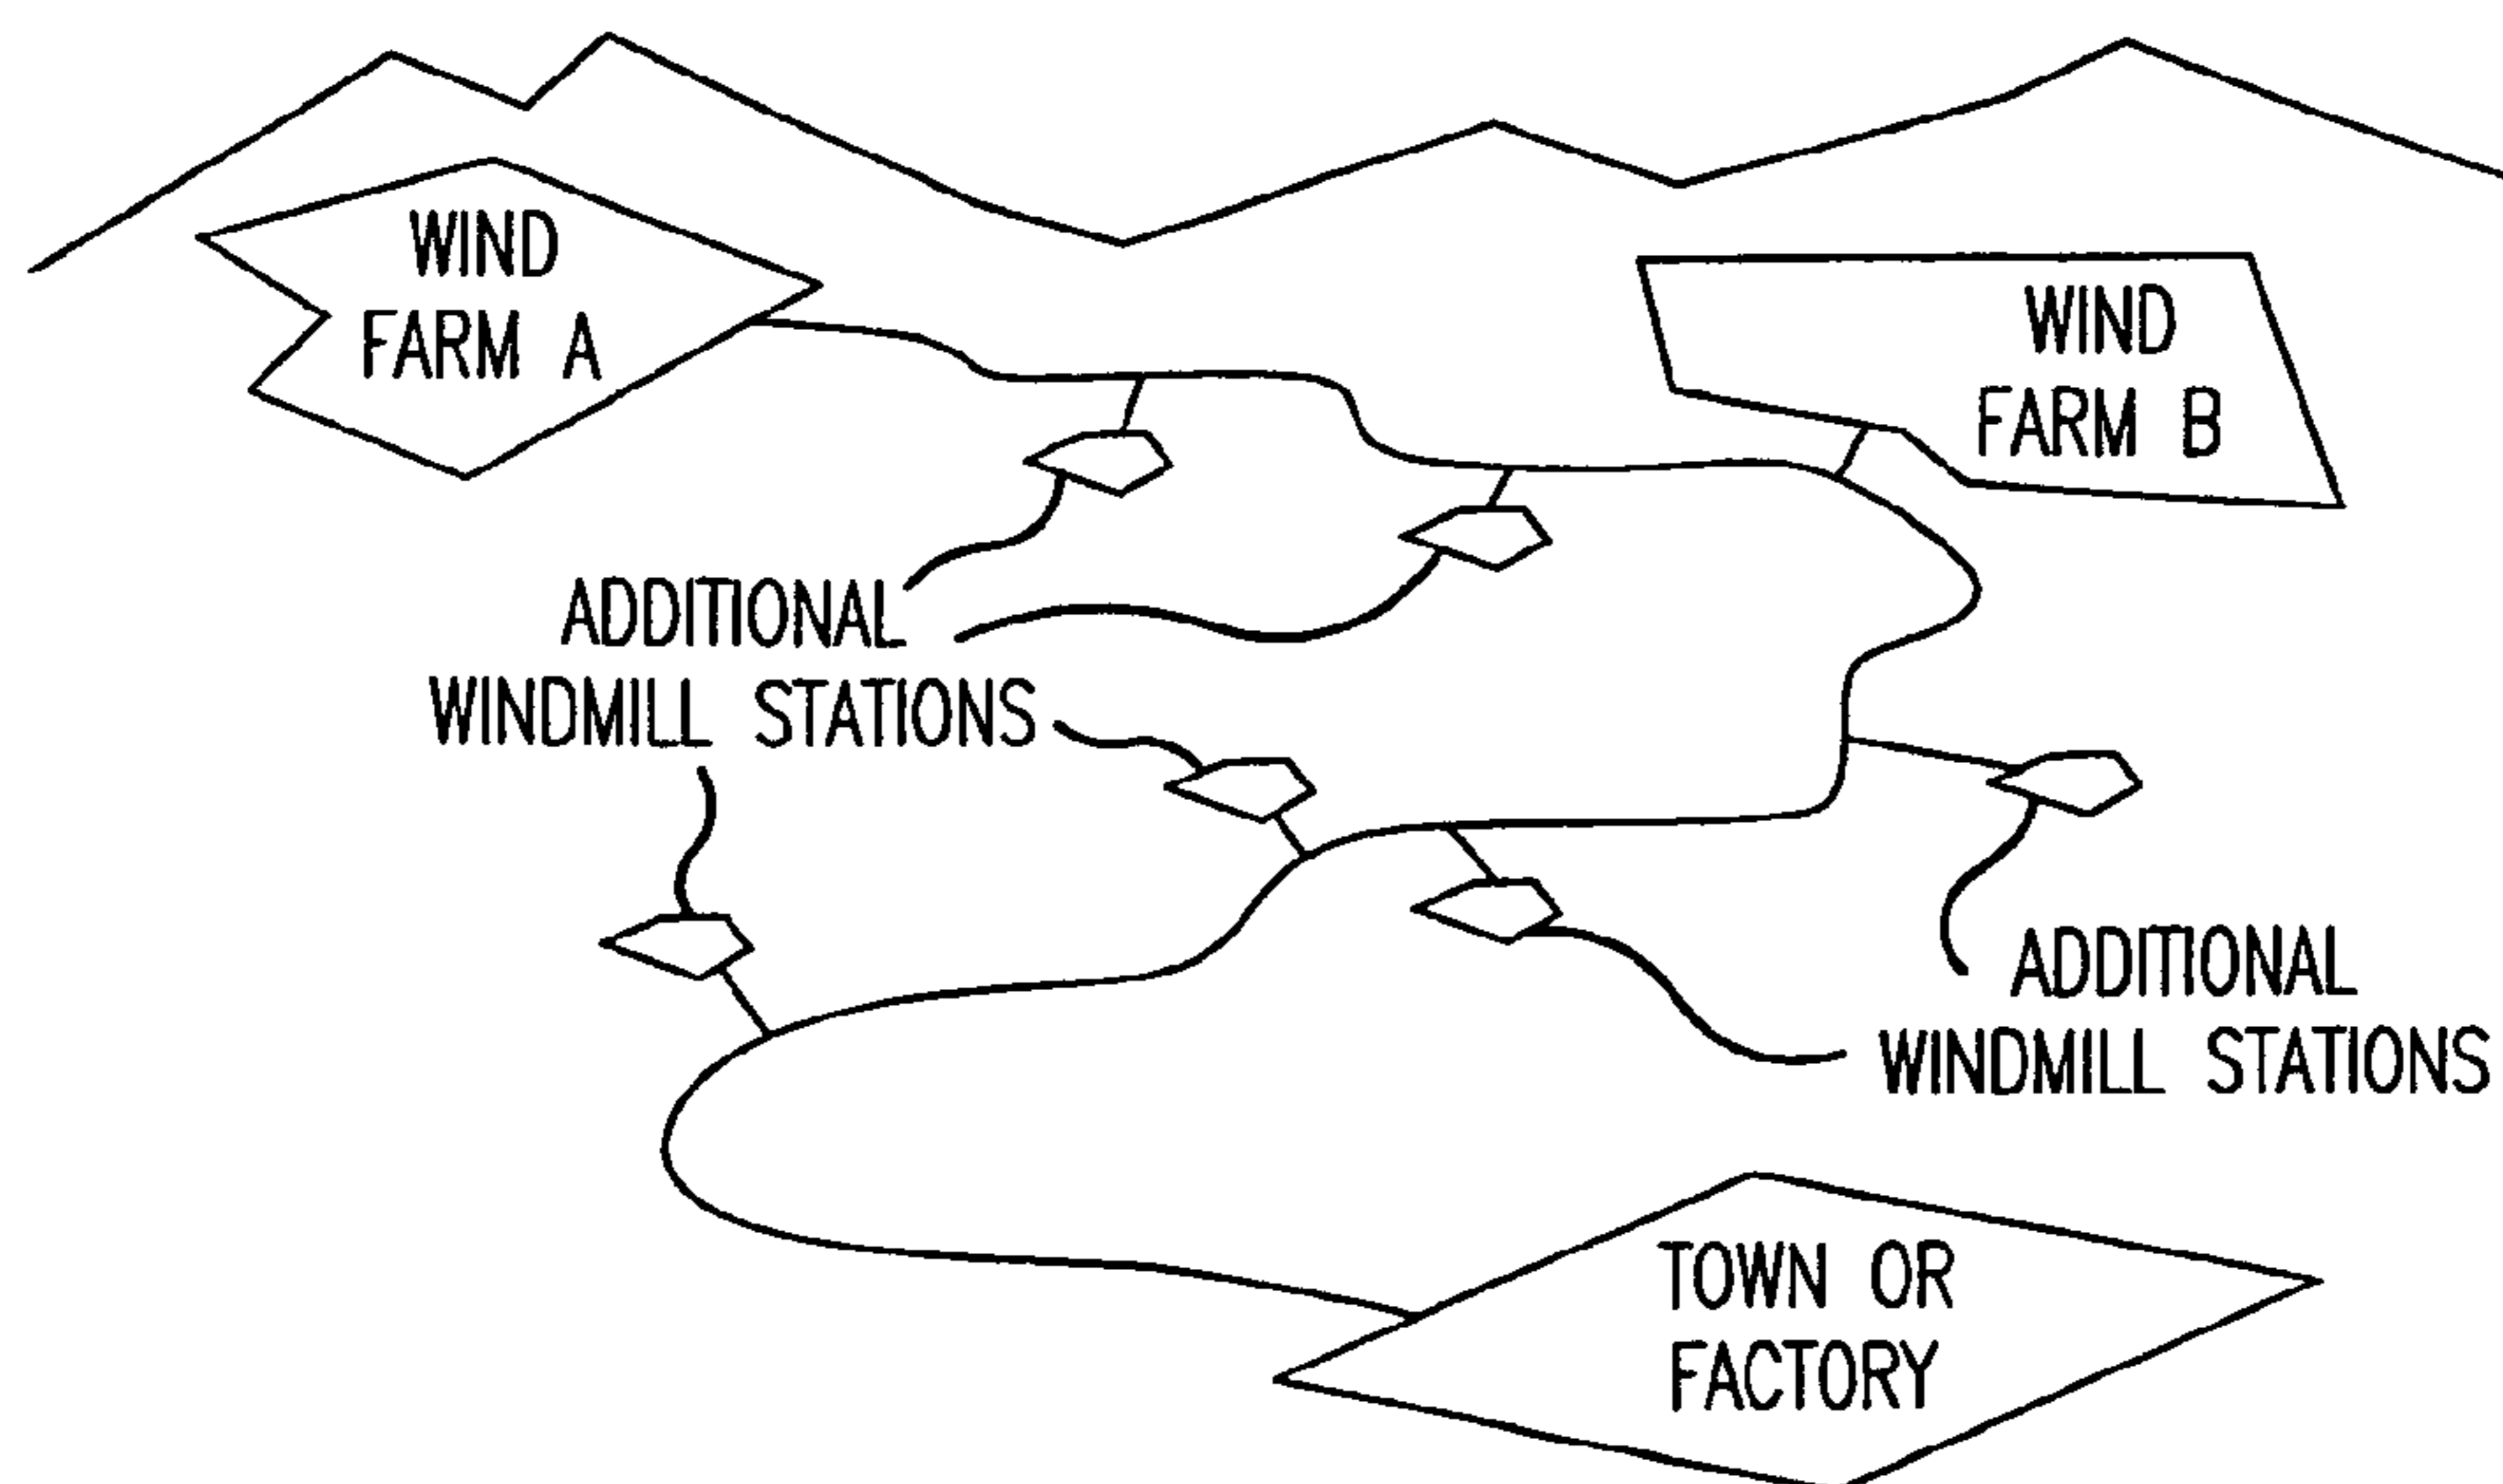 WIND
FARM A
WIND
FARM B
ADDITIONAL
WINDMILL STATIONS
ADDITIONAL
WINDMILL STATIONS
TOWN OR
FACTORY